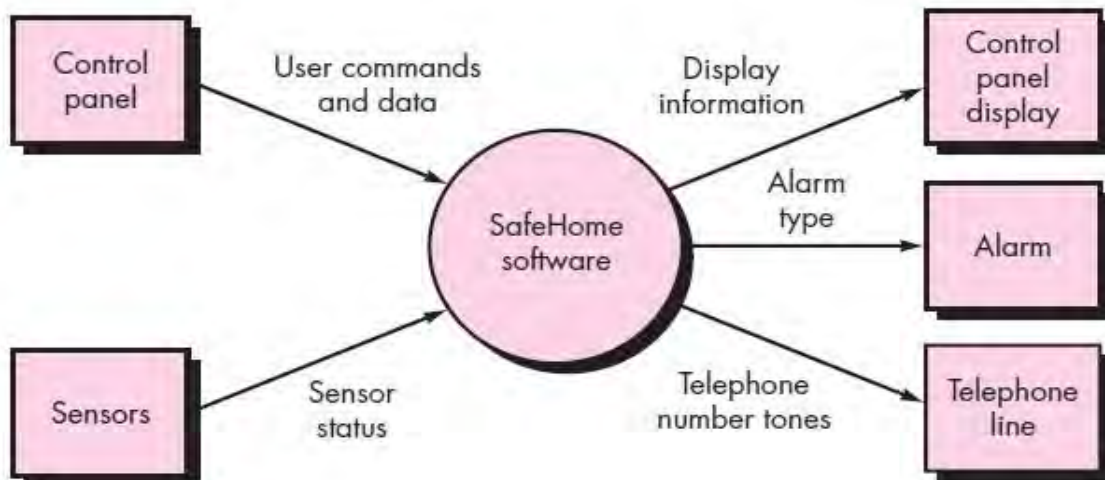 Control
panel
User commands
and data
Display
information
Control
panel
display
SafeHome
software
Alarm
type
Alarm
Sensors
Sensor
status
Telephone
number tones
Telephone
line